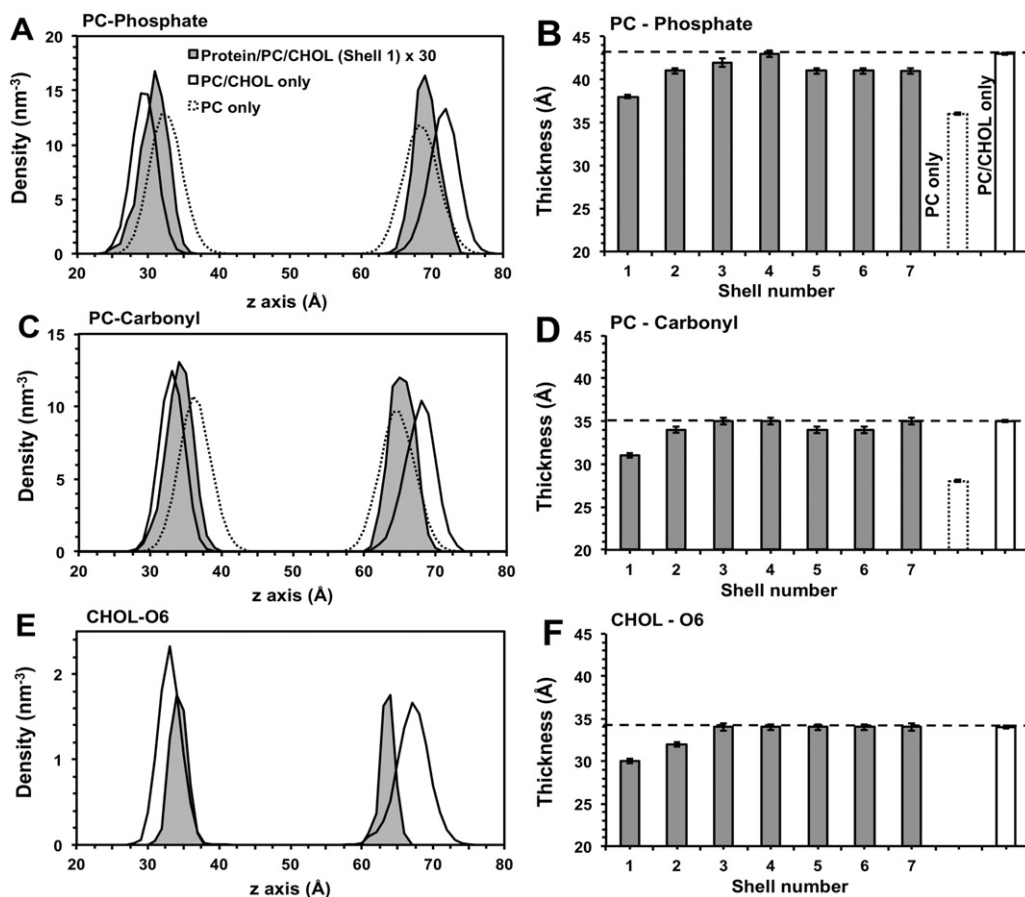 A
PC-Phosphate
Density (nm-3)
20
15
10
5
0
Protein/PC/CHOL (Shell 1) x 30
PC/CHOL only
PC only
20 30 40 50 60 70 80
z axis (Å)
B
PC - Phosphate
Thickness (Å)
45
40
35
30
25
20
PC only
PC/CHOL only
1 2 3 4 5 6 7
Shell number
C
PC-Carbonyl
Density (nm-3)
15
10
5
0
20 30 40 50 60 70 80
z axis (Å)
D
PC - Carbonyl
Thickness (Å)
45
40
35
30
25
20
1 2 3 4 5 6 7
Shell number
E
CHOL-O6
Density (nm-3)
2
1
0
20 30 40 50 60 70 80
z axis (Å)
F
CHOL - O6
Thickness (Å)
45
40
35
30
25
20
1 2 3 4 5 6 7
Shell number